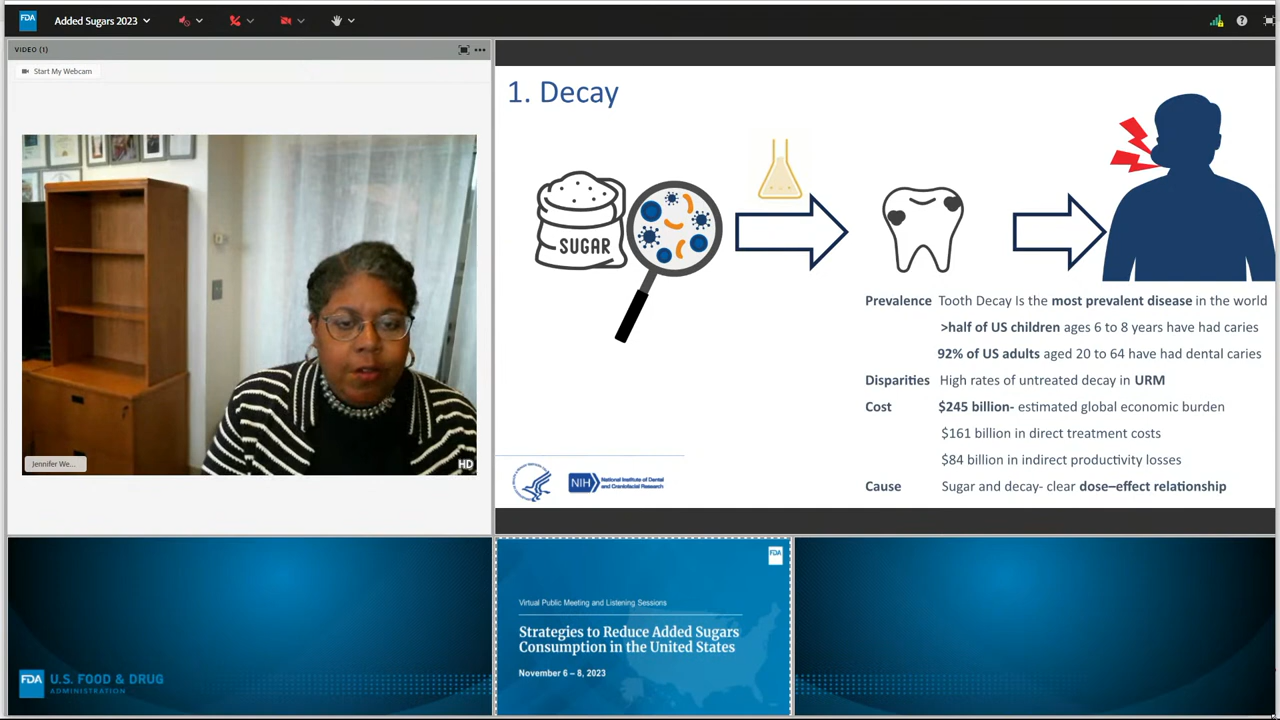 FDA
Added Sugars 2023
VIDEO (1)
Start My Webcam
Jennifer We...
HD
1. Decay
SUGAR
Prevalence Tooth Decay Is the most prevalent disease in the world
>half of US children ages 6 to 8 years have had caries
92% of US adults aged 20 to 64 have had dental caries
Disparities High rates of untreated decay in URM
Cost $245 billion- estimated global economic burden
$161 billion in direct treatment costs
$84 billion in indirect productivity losses
Cause Sugar and decay- clear dose–effect relationship
NIH National Institute of Dental
and Craniofacial Research
FDA
Virtual Public Meeting and Listening Sessions
Strategies to Reduce Added Sugars
Consumption in the United States
November 6 – 8, 2023
FDA U.S. FOOD & DRUG
ADMINISTRATION